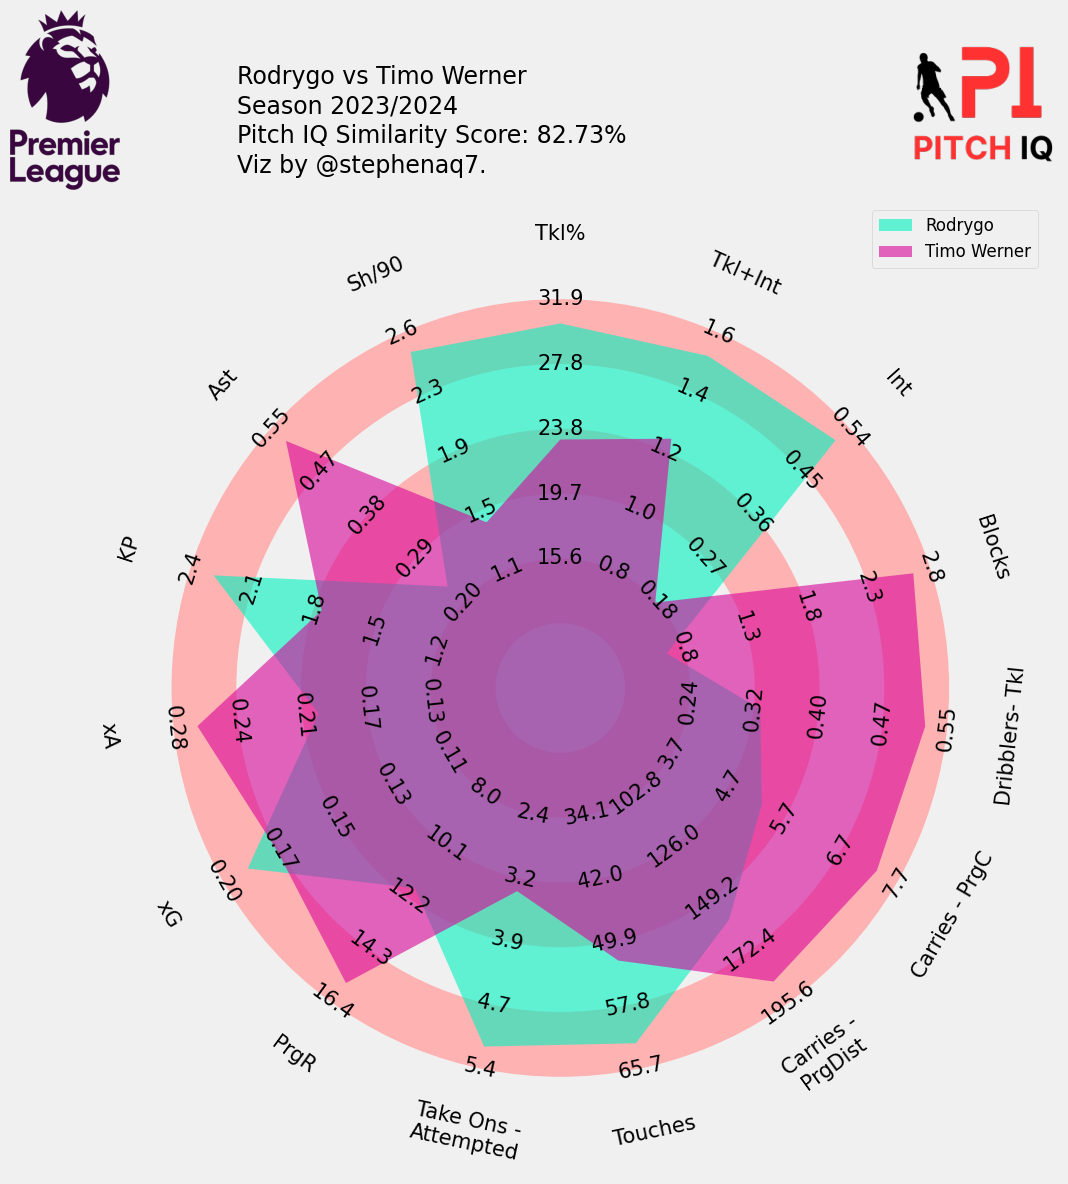 Premier
League
Rodrygo vs Timo Werner
Season 2023/2024
Pitch IQ Similarity Score: 82.73%
Viz by @stephenaq7.
PI
PITCH IQ
Rodrygo
Timo Werner
Tkl%
31.9
27.8
23.8
19.7
15.6
Tkl+Int
1.6
1.4
1.2
1.0
0.8
Int
0.54
0.45
0.36
0.27
0.18
Blocks
2.8
2.3
1.8
1.3
0.8
Dribblers- Tkl
0.55
0.47
0.40
0.32
0.24
Carries - PrgC
7.7
6.7
5.7
4.7
3.7
Carries -
PrgDist
195.6
172.4
149.2
126.0
102.8
Touches
65.7
57.8
49.9
42.0
34.1
Take Ons -
Attempted
5.4
4.7
3.9
3.2
2.4
PrgR
16.4
14.3
12.2
10.1
8.0
xG
0.20
0.17
0.15
0.13
0.11
xA
0.28
0.24
0.21
0.17
0.13
KP
2.4
2.1
1.8
1.5
1.2
Ast
0.55
0.47
0.38
0.29
0.20
Sh/90
2.6
2.3
1.9
1.5
1.1